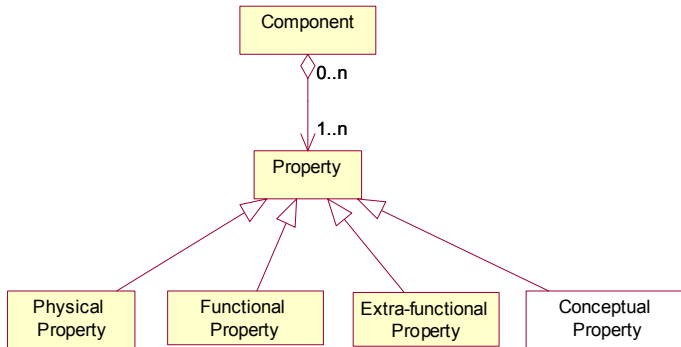 Component
0..n
1..n
Property
Physical
Property
Functional
Property
Extra-functional
Property
Conceptual
Property